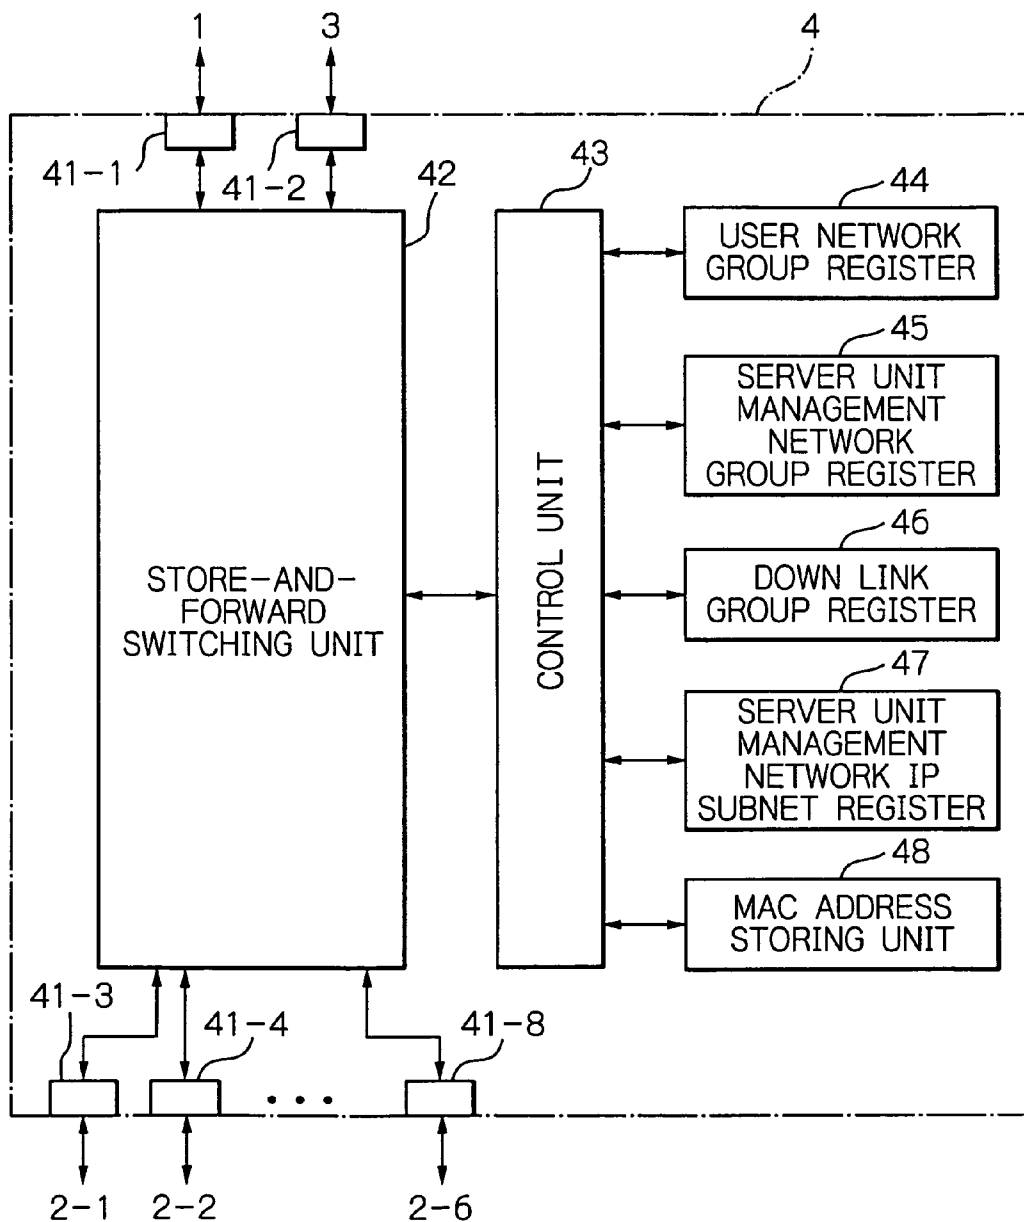 1
3
4
41-1
41-2
42
43
44
USER NETWORK
GROUP REGISTER
45
SERVER UNIT
MANAGEMENT
NETWORK
GROUP REGISTER
46
DOWN LINK
GROUP REGISTER
STORE-AND-
FORWARD
SWITCHING UNIT
CONTROL UNIT
47
SERVER UNIT
MANAGEMENT
NETWORK IP
SUBNET REGISTER
48
MAC ADDRESS
STORING UNIT
41-3
41-4
41-8
• • •
2-1
2-2
2-6